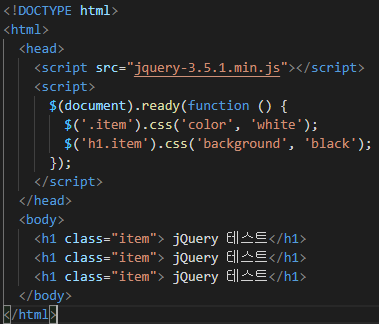 <!DOCTYPE html>
<html>
<head>
<script src="jquery-3.5.1.min.js"></script>
<script>
$(document).ready(function () {
$('.item').css('color', 'white');
$('h1.item').css('background', 'black');
});
</script>
</head>
<body>
<h1 class="item"> jQuery 테스트</h1>
<h1 class="item"> jQuery 테스트</h1>
<h1 class="item"> jQuery 테스트</h1>
</body>
</html>